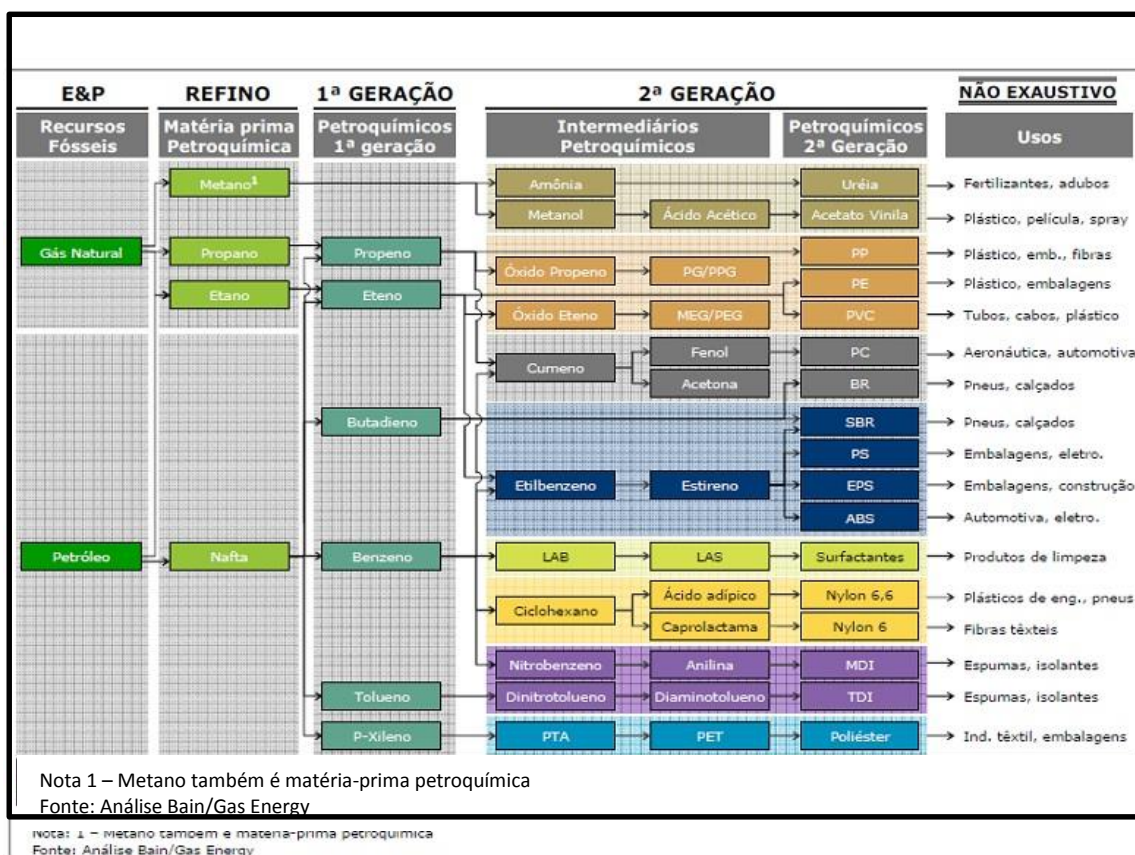 E&P
REFINO
1ª GERAÇÃO
2ª GERAÇÃO
NÃO EXAUSTIVO
Recursos
Fósseis
Matéria prima
Petroquímica
Petroquímicos
1ª geração
Intermediários
Petroquímicos
Petroquímicos
2ª Geração
Usos
Metano¹
Amônia
Uréia
Fertilizantes, adubos
Metanol
Ácido Acético
Acetato Vinila
Plástico, película, spray
Gás Natural
Propano
Propeno
PP
Plástico, emb., fibras
Óxido Propeno
PG/PPG
Etano
Eteno
PE
Plástico, embalagens
Óxido Eteno
MEG/PEG
PVC
Tubos, cabos, plástico
Cumeno
Fenol
PC
Aeronáutica, automotiva
Acetona
BR
Pneus, calçados
Butadieno
SBR
Pneus, calçados
PS
Embalagens, eletro.
Etilbenzeno
Estireno
EPS
Embalagens, construção
ABS
Automotiva, eletro.
Petróleo
Nafta
Benzeno
LAB
LAS
Surfactantes
Produtos de limpeza
Ciclohexano
Ácido adípico
Nylon 6,6
Plásticos de eng., pneus
Caprolactama
Nylon 6
Fibras têxteis
Nitrobenzeno
Anilina
MDI
Espumas, isolantes
Tolueno
Dinitrotolueno
Diaminotolueno
TDI
Espumas, isolantes
P-Xileno
PTA
PET
Poliéster
Ind. têxtil, embalagens
Nota 1 – Metano também é matéria-prima petroquímica
Fonte: Análise Bain/Gas Energy
Nota: 1 – Metano também é matéria-prima petroquímica
Fonte: Análise Bain/Gas Energy